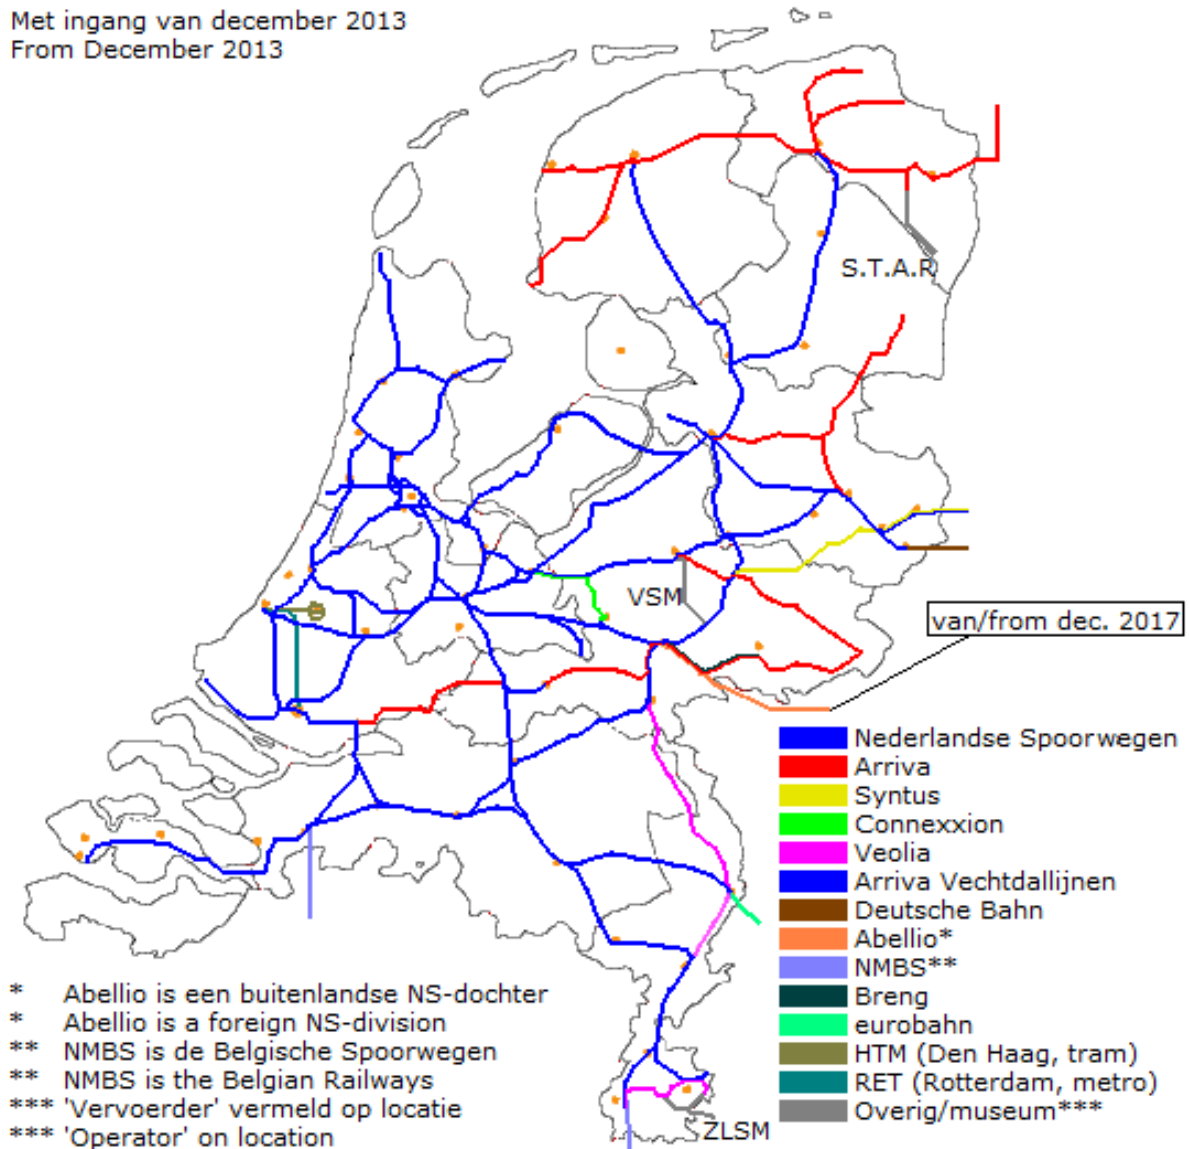 Met ingang van december 2013
From December 2013
S.T.A.R
VSM
van/from dec. 2017
Nederlandse Spoorwegen
Arriva
Syntus
Connexxion
Veolia
Arriva Vechtdallijnen
Deutsche Bahn
Abellio*
NMBS**
Breng
eurobahn
HTM (Den Haag, tram)
RET (Rotterdam, metro)
Overig/museum***
* Abellio is een buitenlandse NS-dochter
* Abellio is a foreign NS-division
** NMBS is de Belgische Spoorwegen
** NMBS is the Belgian Railways
*** 'Vervoerder' vermeld op locatie
*** 'Operator' on location
ZLSM